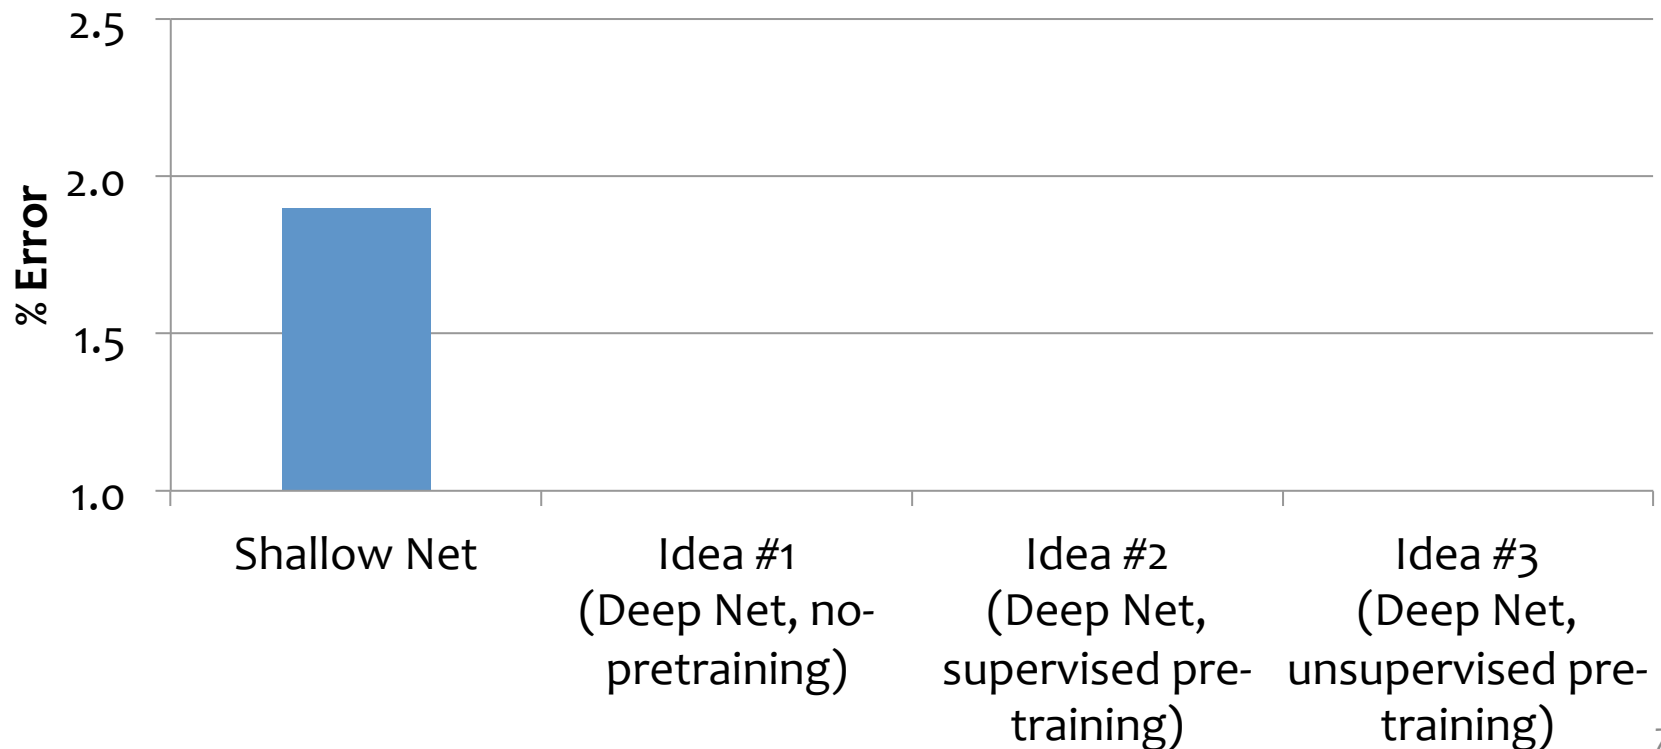 2.5
2.0
1.5
1.0
% Error
Shallow Net
Idea #1
(Deep Net, no-
pretraining)
Idea #2
(Deep Net,
supervised pre-
training)
Idea #3
(Deep Net,
unsupervised pre-
training)